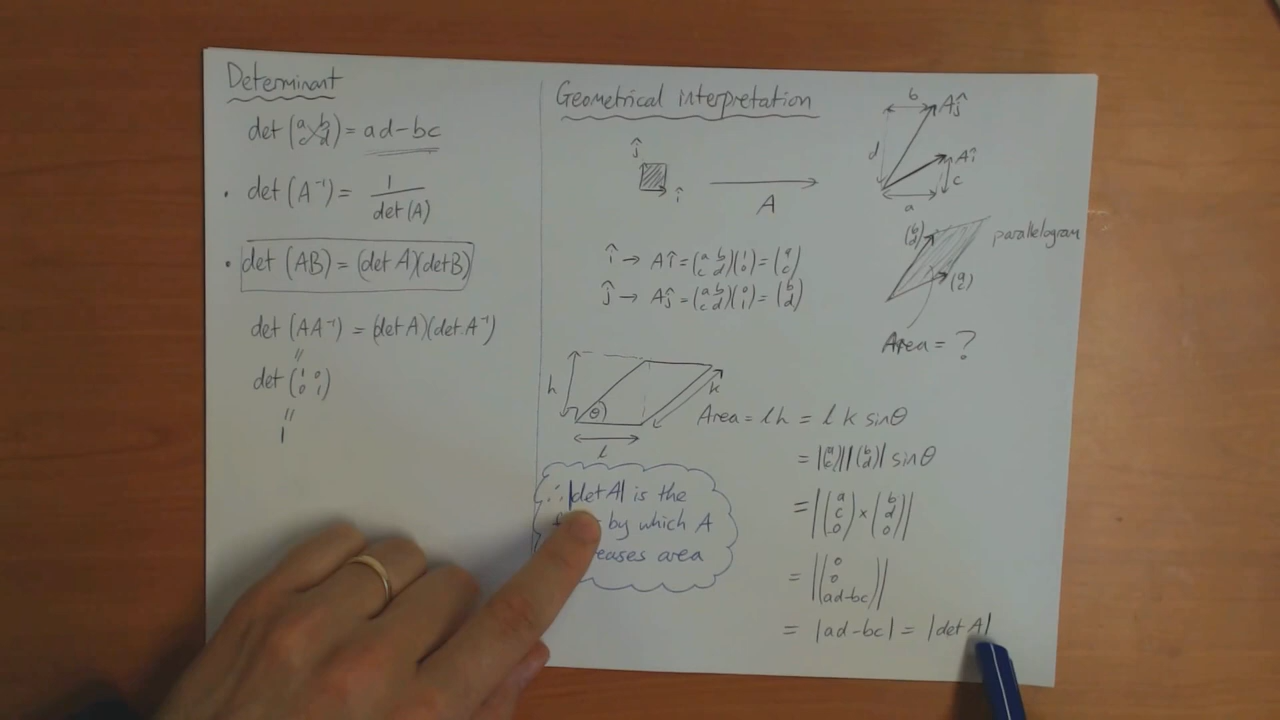 Determinant
det (a b c d) = ad-bc
· det (A⁻¹) = 1/det(A)
· det (AB) = (det A)(det B)
det (AA⁻¹) = (det A)(det A⁻¹)
"
det (1 0 0 1)
"
1
Geometrical interpretation
ĵ
î
A
b
Aĵ
d
Aî
c
a
(b d)
parallelogram
(a c)
Area = ?
î → Aî = (a b c d)(1 0) = (a c)
ĵ → Aĵ = (a b c d)(0 1) = (b d)
h
θ
k
l
Area = lh = l k sinθ
= |(a c)||(b d)| sinθ
= |(a c 0) × (b d 0)|
= |(0 0 ad-bc)|
= |ad-bc| = |det A|
∴ |det A| is the
by which A
eases area